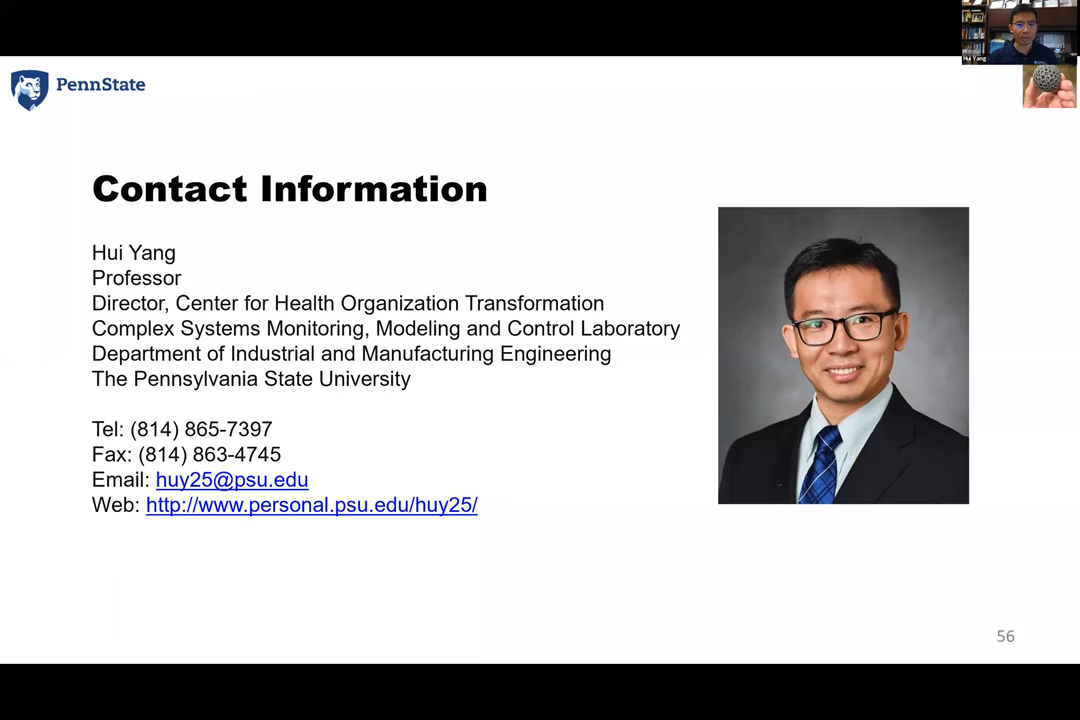 Hui Yang
PennState
Contact Information
Hui Yang
Professor
Director, Center for Health Organization Transformation
Complex Systems Monitoring, Modeling and Control Laboratory
Department of Industrial and Manufacturing Engineering
The Pennsylvania State University
Tel: (814) 865-7397
Fax: (814) 863-4745
Email: huy25@psu.edu
Web: http://www.personal.psu.edu/huy25/
56